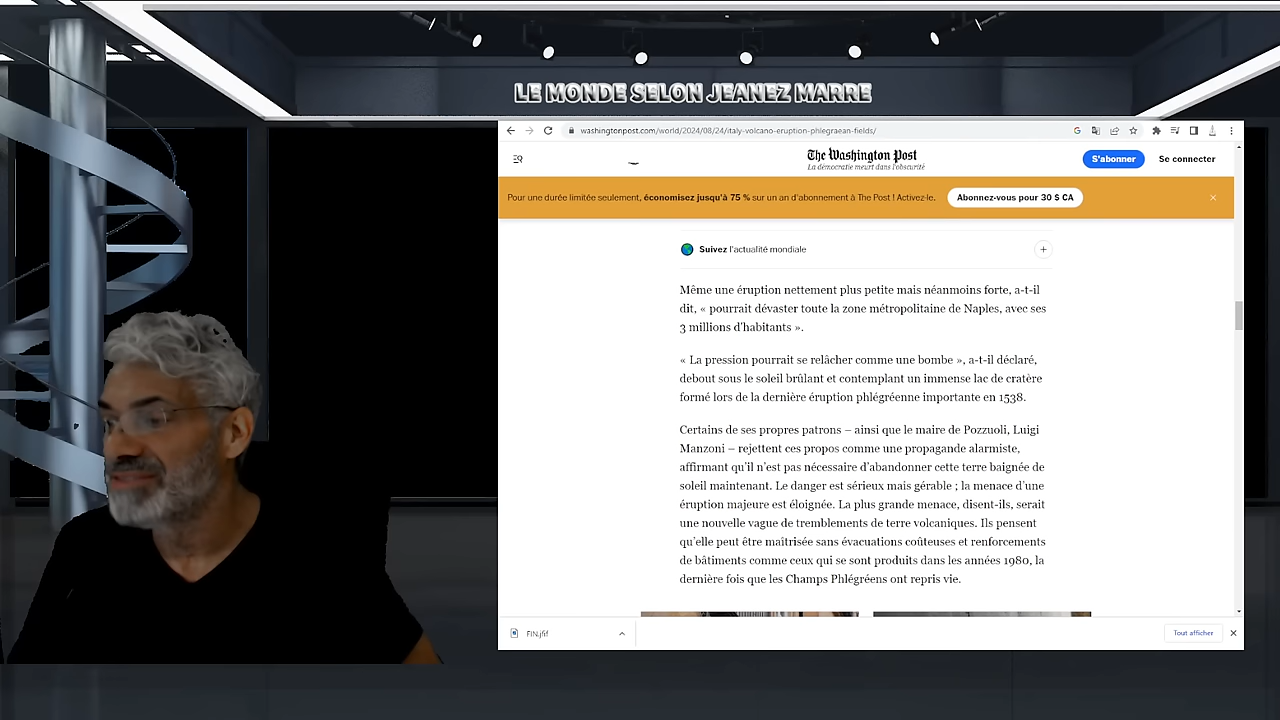 LE MONDE SELON JEANEZ MARRE
washingtonpost.com/world/2024/08/24/italy-volcano-eruption-phlegraean-fields/
The Washington Post
La démocratie meurt dans l'obscurité
S'abonner
Se connecter
Pour une durée limitée seulement, économisez jusqu'à 75 % sur un an d'abonnement à The Post ! Activez-le.
Abonnez-vous pour 30 $ CA
Suivez l'actualité mondiale
Même une éruption nettement plus petite mais néanmoins forte, a-t-il
dit, « pourrait dévaster toute la zone métropolitaine de Naples, avec ses
3 millions d'habitants ».
« La pression pourrait se relâcher comme une bombe », a-t-il déclaré,
debout sous le soleil brûlant et contemplant un immense lac de cratère
formé lors de la dernière éruption phlégréenne importante en 1538.
Certains de ses propres patrons – ainsi que le maire de Pozzuoli, Luigi
Manzoni – rejettent ces propos comme une propagande alarmiste,
affirmant qu'il n'est pas nécessaire d'abandonner cette terre baignée de
soleil maintenant. Le danger est sérieux mais gérable ; la menace d'une
éruption majeure est éloignée. La plus grande menace, disent-ils, serait
une nouvelle vague de tremblements de terre volcaniques. Ils pensent
qu'elle peut être maîtrisée sans évacuations coûteuses et renforcements
de bâtiments comme ceux qui se sont produits dans les années 1980, la
dernière fois que les Champs Phlégréens ont repris vie.
FIN.jfif
Tout afficher